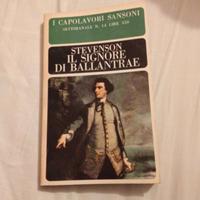 I CAPOLAVORI SANSONI
SETTIMANALE N. 14 LIRE 350
STEVENSON
IL SIGNORE
DI BALLANTRAE